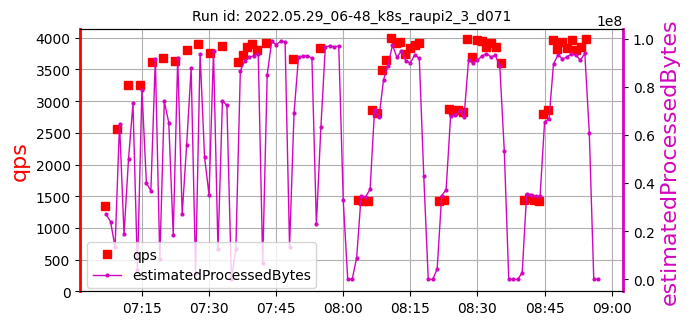 Run id: 2022.05.29_06-48_k8s_raupi2_3_d071
1e8
4000
3500
3000
2500
2000
1500
1000
500
0
qps
1.0
0.8
0.6
0.4
0.2
0.0
estimatedProcessedBytes
qps
estimatedProcessedBytes
07:15 07:30 07:45 08:00 08:15 08:30 08:45 09:00